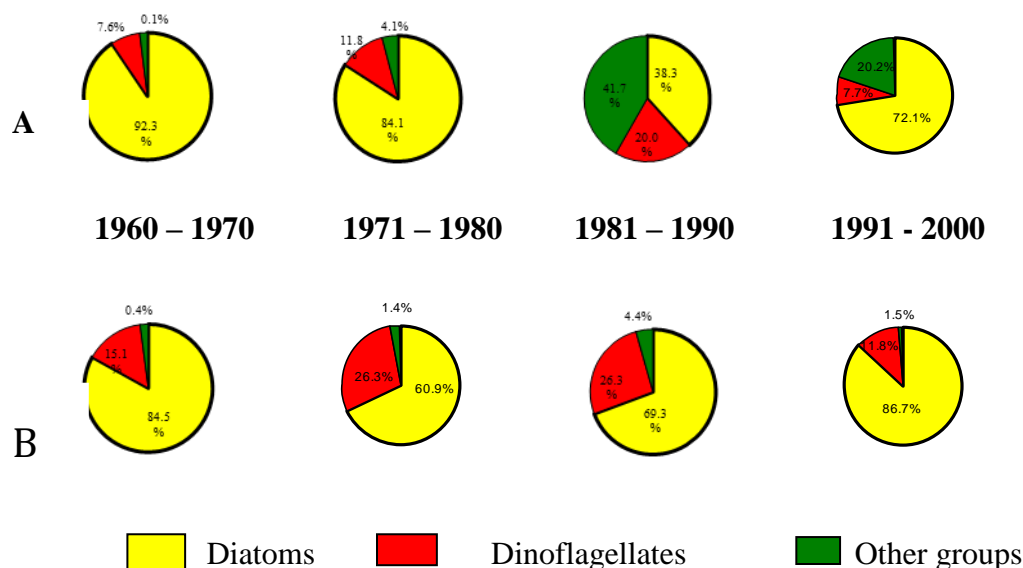 7.6% 0.1% 11.8 % 4.1%
92.3 %
84.1 %
41.7 % 38.3 % 20.0 %
20.2% 7.7% 72.1%
A
1960 – 1970 1971 – 1980 1981 – 1990 1991 - 2000
0.4% 15.1 % 84.5 %
1.4% 26.3% 60.9%
4.4% 26.3 % 69.3 %
1.5% 11.8% 86.7%
B
Diatoms Dinoflagellates Other groups